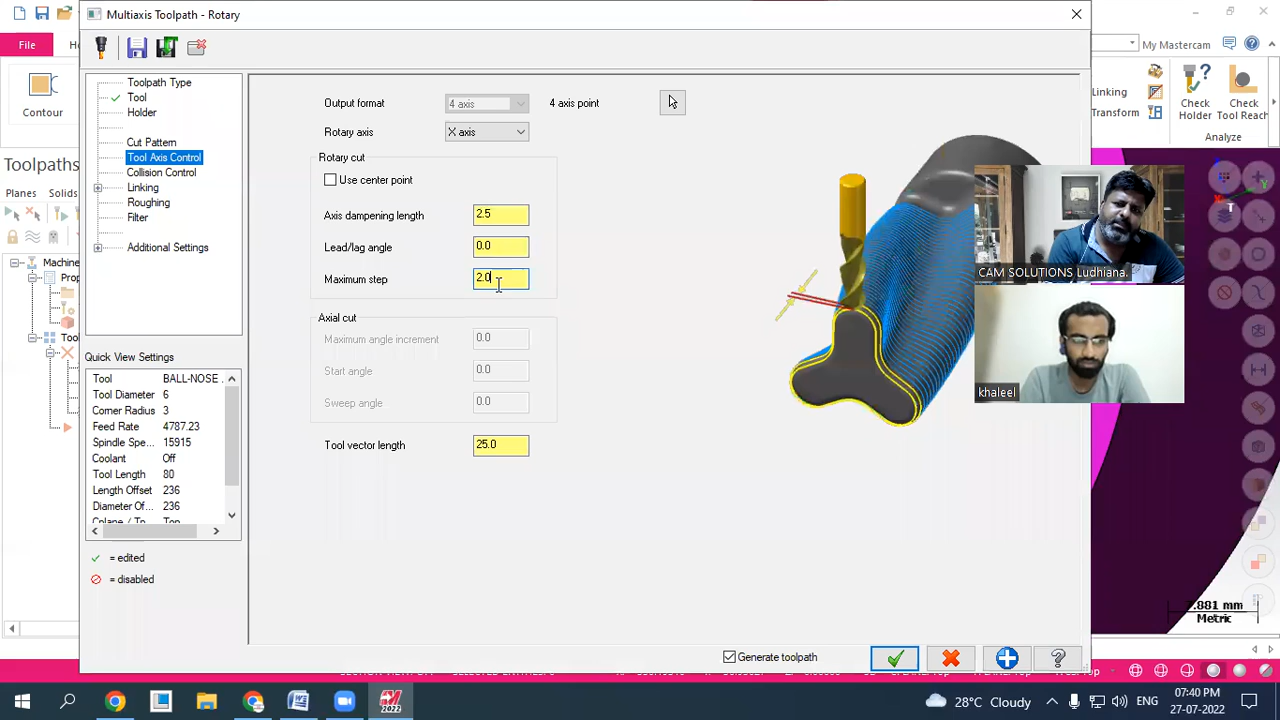 Multiaxis Toolpath - Rotary
File
My Mastercam
Contour
Linking
Transform
Check Holder
Check Tool Reach
Analyze
Toolpaths
Planes
Solids
Toolpath Type
Tool
Holder
Cut Pattern
Tool Axis Control
Collision Control
Linking
Roughing
Filter
Additional Settings
Output format 4 axis 4 axis point
Rotary axis X axis
Rotary cut
Use center point
Axis dampening length 2.5
Lead/lag angle 0.0
Maximum step 2.0
Axial cut
Maximum angle increment 0.0
Start angle 0.0
Sweep angle 0.0
Tool vector length 25.0
Quick View Settings
Tool BALL-NOSE
Tool Diameter 6
Corner Radius 3
Feed Rate 4787.23
Spindle Spe... 15915
Coolant Off
Tool Length 80
Length Offset 236
Diameter Of... 236
= edited
= disabled
CAM SOLUTIONS Ludhiana.
khaleel
7.881 mm
Metric
Generate toolpath
28°C Cloudy
ENG
07:40 PM
27-07-2022
2022